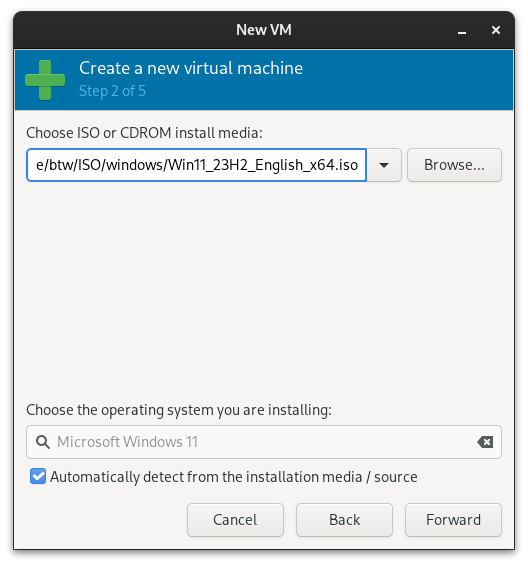 New VM
Create a new virtual machine
Step 2 of 5
Choose ISO or CDROM install media:
e/btw/ISO/windows/Win11_23H2_English_x64.iso
Browse...
Choose the operating system you are installing:
Microsoft Windows 11
Automatically detect from the installation media / source
Cancel
Back
Forward